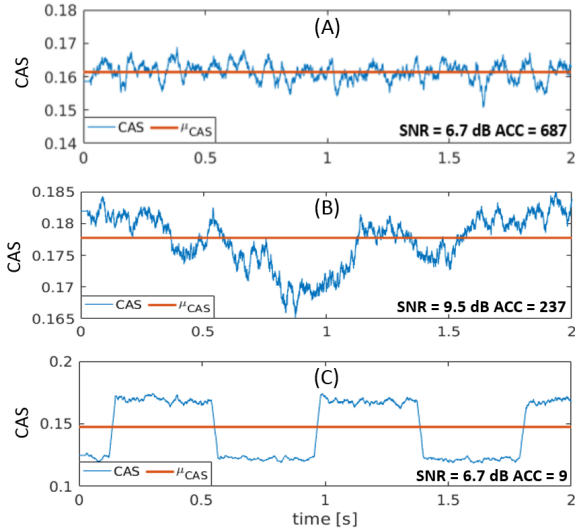 (A)
0.18
0.17
0.16
0.15
0.14
CAS
CAS μCAS
SNR = 6.7 dB ACC = 687
0 0.5 1 1.5 2
(B)
0.185
0.18
0.175
0.17
0.165
CAS
CAS μCAS
SNR = 9.5 dB ACC = 237
0 0.5 1 1.5 2
(C)
0.2
0.15
0.1
CAS
CAS μCAS
SNR = 6.7 dB ACC = 9
0 0.5 1 1.5 2
time [s]